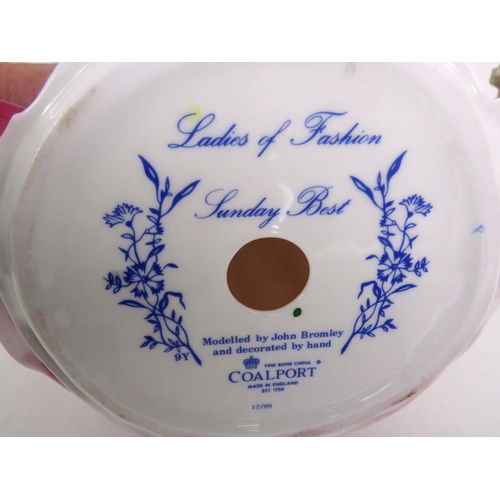 Ladies of Fashion
Sunday Best
Modelled by John Bromley
and decorated by hand
9Y
FINE BONE CHINA ®
COALPORT
MADE IN ENGLAND
EST 1750
12/89